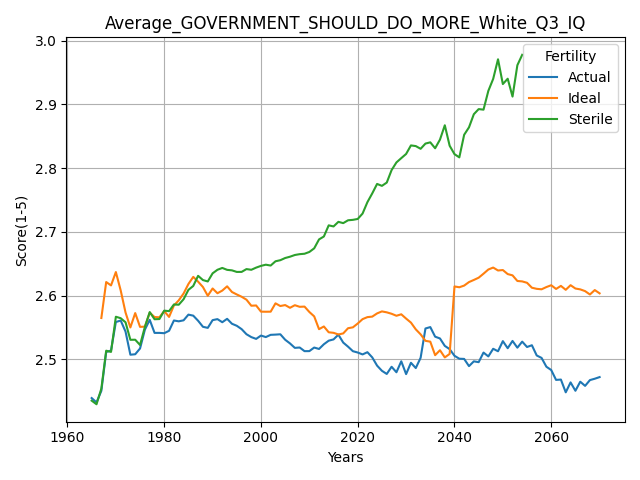 Average_GOVERNMENT_SHOULD_DO_MORE_White_Q3_IQ
3.0
2.9
2.8
2.7
2.6
2.5
Score(1-5)
Fertility
Actual
Ideal
Sterile
1960 1980 2000 2020 2040 2060
Years